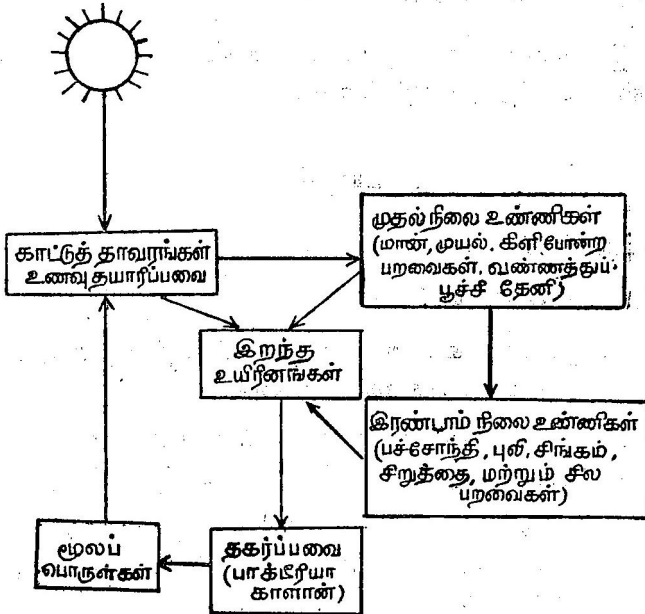 காட்டுத் தாவரங்கள்
உணவு தயாரிப்பவை
முதல் நிலை உண்ணிகள்
(மான், முயல். கிளி போன்ற
பறவைகள், வண்ணத்துப்
பூச்சி தேனி)
இறந்த
உயிரினங்கள்
இரண்டாம் நிலை உண்ணிகள்
(பச்சோந்தி, புலி, சிங்கம்,
சிறுத்தை, மற்றும் சில
பறவைகள்)
மூலப்
பொருள்கள்
தகர்ப்பவை
(பாக்டீரியா
காளான்)